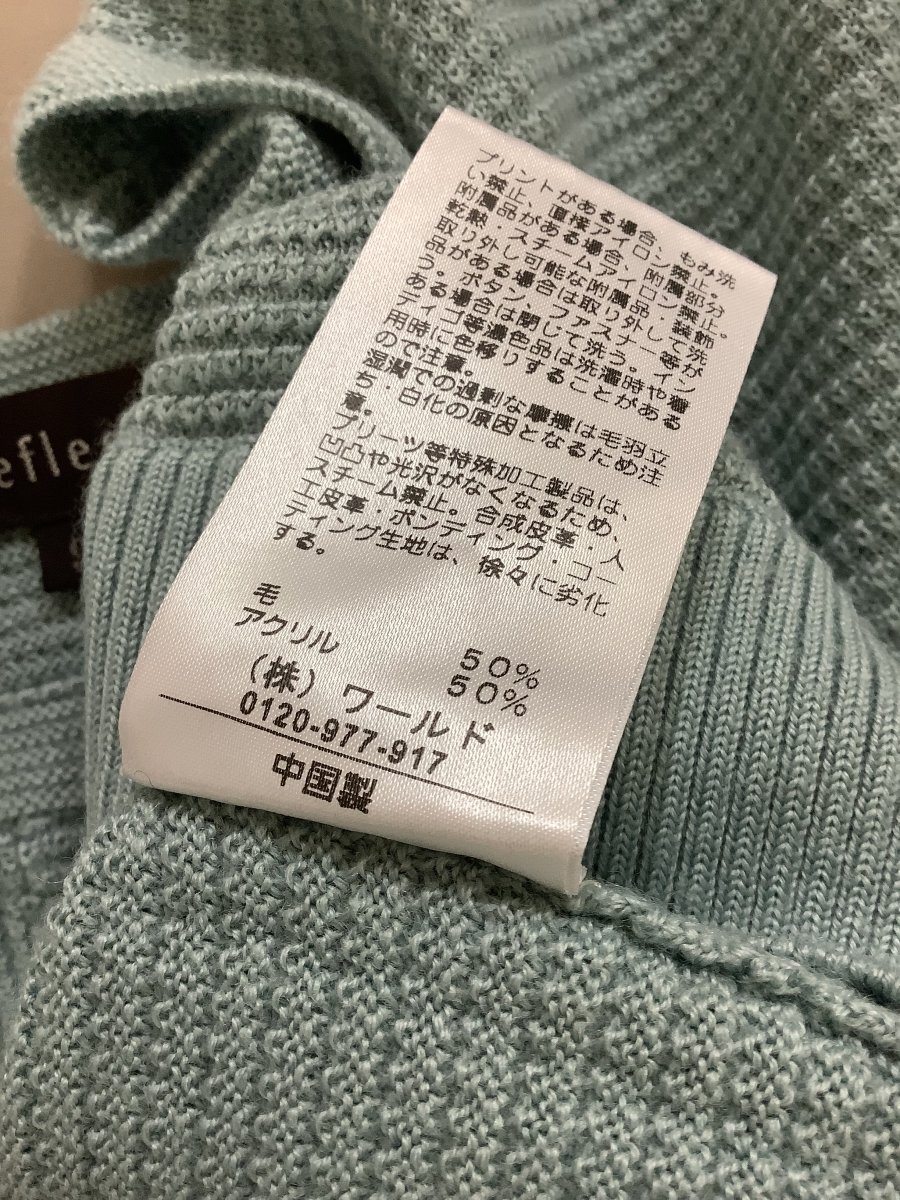 プリントがある場合、もみ洗
い禁止、直接アイロン禁止。
附属品がある場合、附属部分
乾熱・スチームアイロン禁止。
取り外し可能な附属品・装飾
品がある場合は取り外して洗
う。ボタン、ファスナー等が
ある場合は閉じて洗う。イン
ディゴ等濃色品は洗濯時や着
用時に色移りすることがある
ので注意。
湿潤での過剰な摩擦は毛羽立
ち・白化の原因となるため注
意。
プリーツ等特殊加工製品は、
凹凸や光沢がなくなるため、
スチーム禁止。合成皮革・人
工皮革・ボンディング・コー
ティング生地は、徐々に劣化
する。
毛 50%
アクリル 50%
(株) ワールド
0120-977-917
中国製